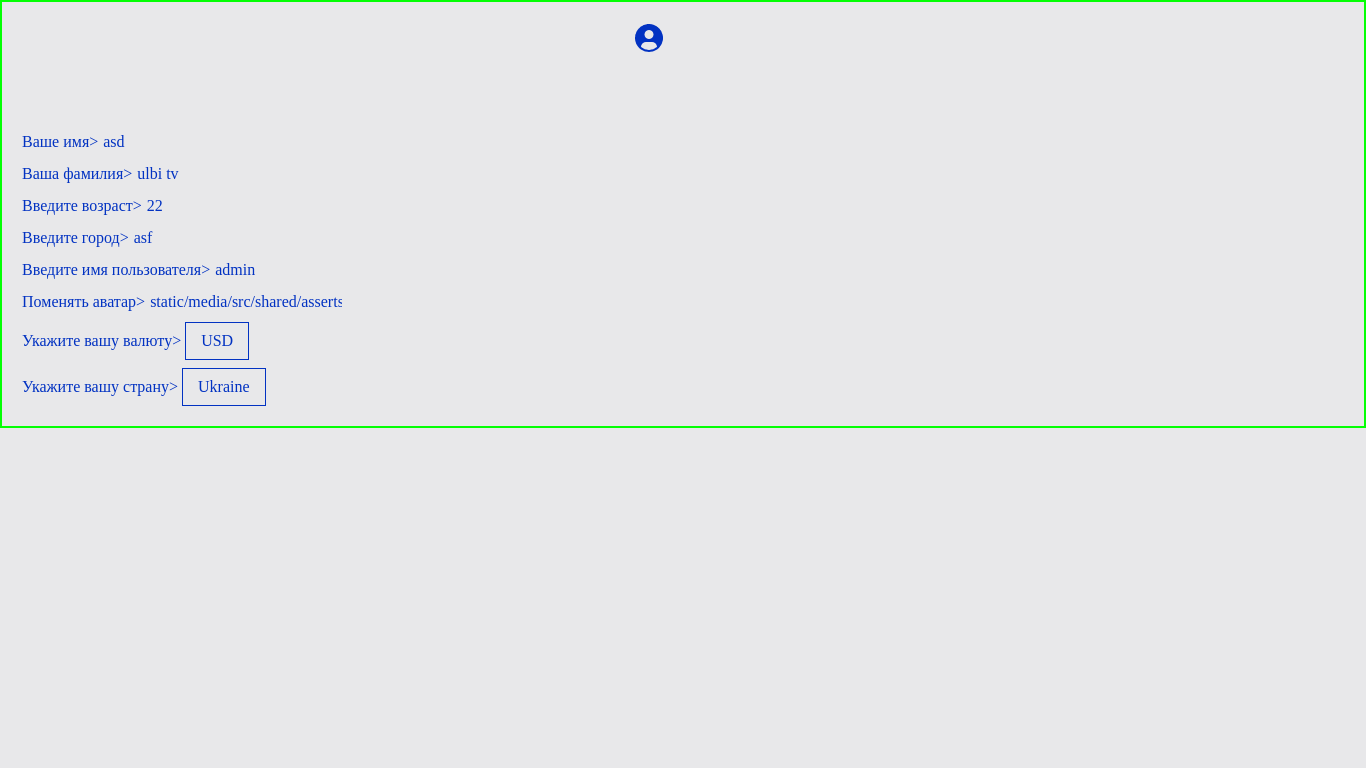 Ваше имя> asd
Ваша фамилия> ulbi tv
Введите возраст> 22
Введите город> asf
Введите имя пользователя> admin
Поменять аватар> static/media/src/shared/asserts
Укажите вашу валюту> USD
Укажите вашу страну> Ukraine